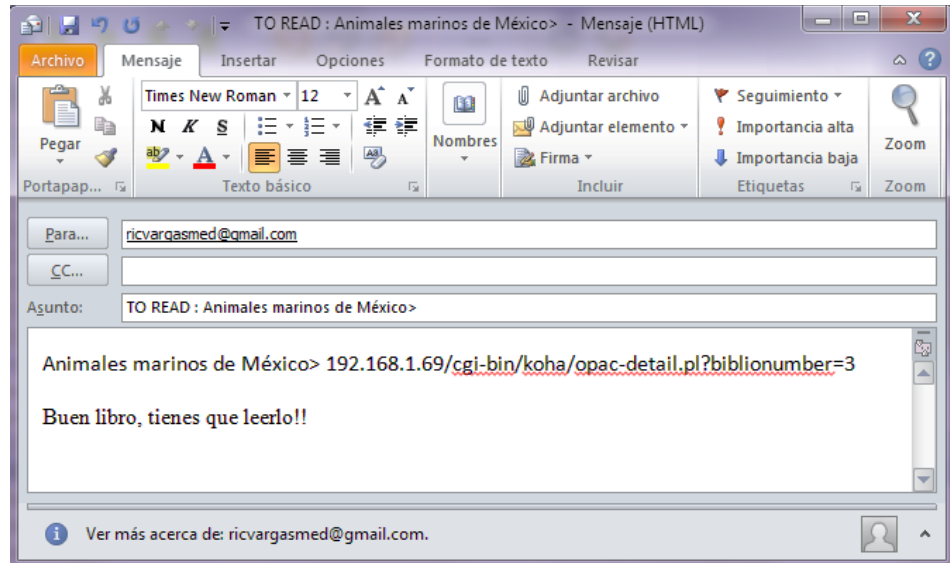 TO READ : Animales marinos de México> - Mensaje (HTML)
Archivo Mensaje Insertar Opciones Formato de texto Revisar
Pegar
Portapap...
Times New Roman 12
N K S
Texto básico
Nombres
Adjuntar archivo
Adjuntar elemento
Firma
Incluir
Seguimiento
Importancia alta
Importancia baja
Etiquetas
Zoom
Zoom
Para... ricvargasmed@gmail.com
CC...
Asunto: TO READ : Animales marinos de México>
Animales marinos de México> 192.168.1.69/cgi-bin/koha/opac-detail.pl?biblionumber=3
Buen libro, tienes que leerlo!!
Ver más acerca de: ricvargasmed@gmail.com.